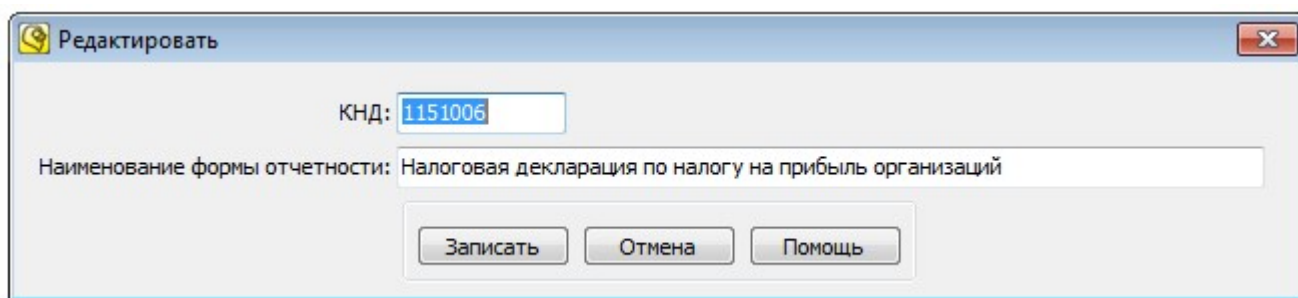 Редактировать
КНД: 1151006
Наименование формы отчетности: Налоговая декларация по налогу на прибыль организаций
Записать Отмена Помощь